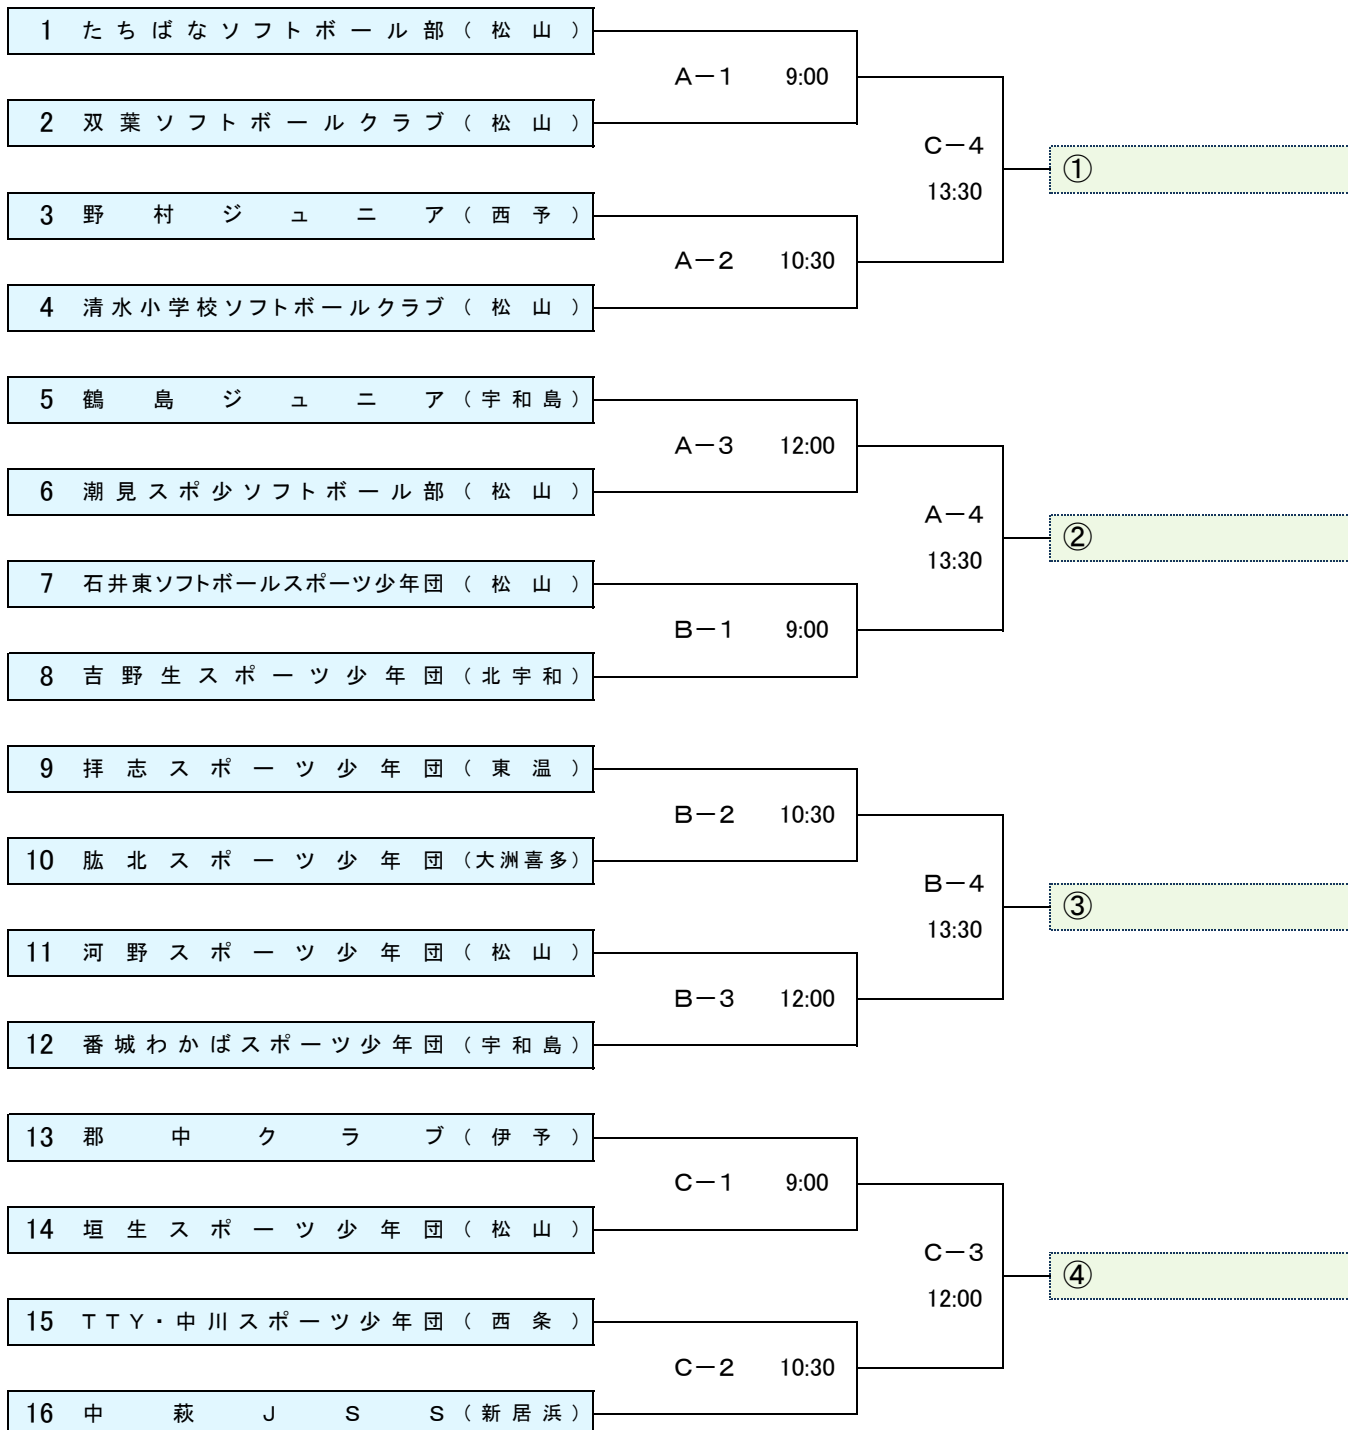 1 たちばなソフトボール部（松山）
A－1 9:00
2 双葉ソフトボールクラブ（松山）
C－4
①
13:30
3 野村ジュニア（西予）
A－2 10:30
4 清水小学校ソフトボールクラブ（松山）
5 鶴島ジュニア（宇和島）
A－3 12:00
6 潮見スポ少ソフトボール部（松山）
A－4
②
13:30
7 石井東ソフトボールスポーツ少年団（松山）
B－1 9:00
8 吉野生スポーツ少年団（北宇和）
9 拝志スポーツ少年団（東温）
B－2 10:30
10 肱北スポーツ少年団（大洲喜多）
B－4
③
13:30
11 河野スポーツ少年団（松山）
B－3 12:00
12 番城わかばスポーツ少年団（宇和島）
13 郡中クラブ（伊予）
C－1 9:00
14 垣生スポーツ少年団（松山）
C－3
④
12:00
15 TTY・中川スポーツ少年団（西条）
C－2 10:30
16 中萩JSS（新居浜）